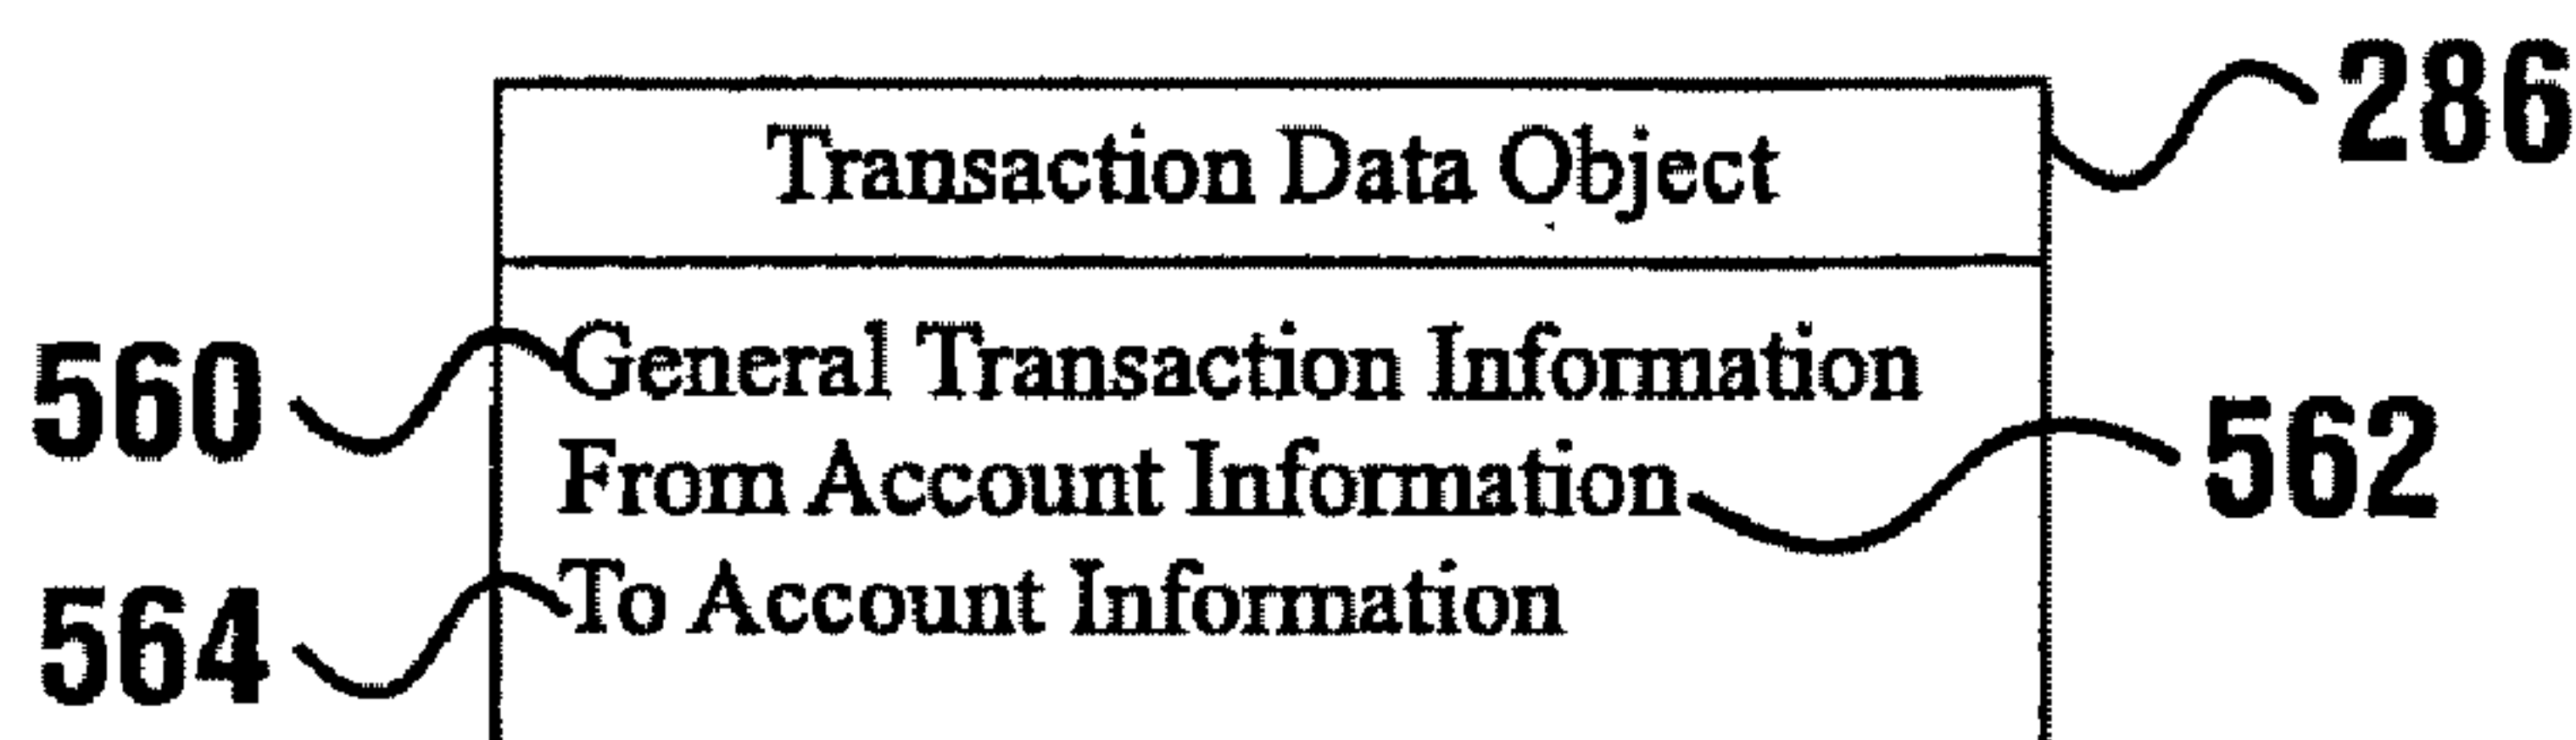 Transaction Data Object 286
560 General Transaction Information
From Account Information 562
564 To Account Information